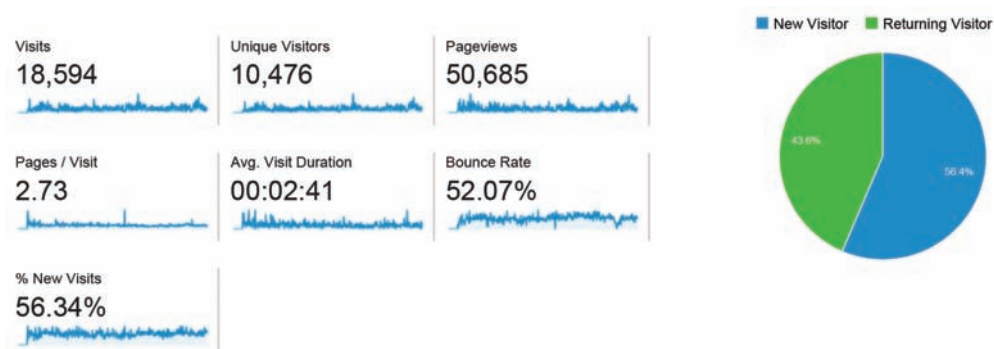 Visits
18,594
Unique Visitors
10,476
Pageviews
50,685
Pages / Visit
2.73
Avg. Visit Duration
00:02:41
Bounce Rate
52.07%
% New Visits
56.34%
New Visitor
Returning Visitor
43.6%
56.4%